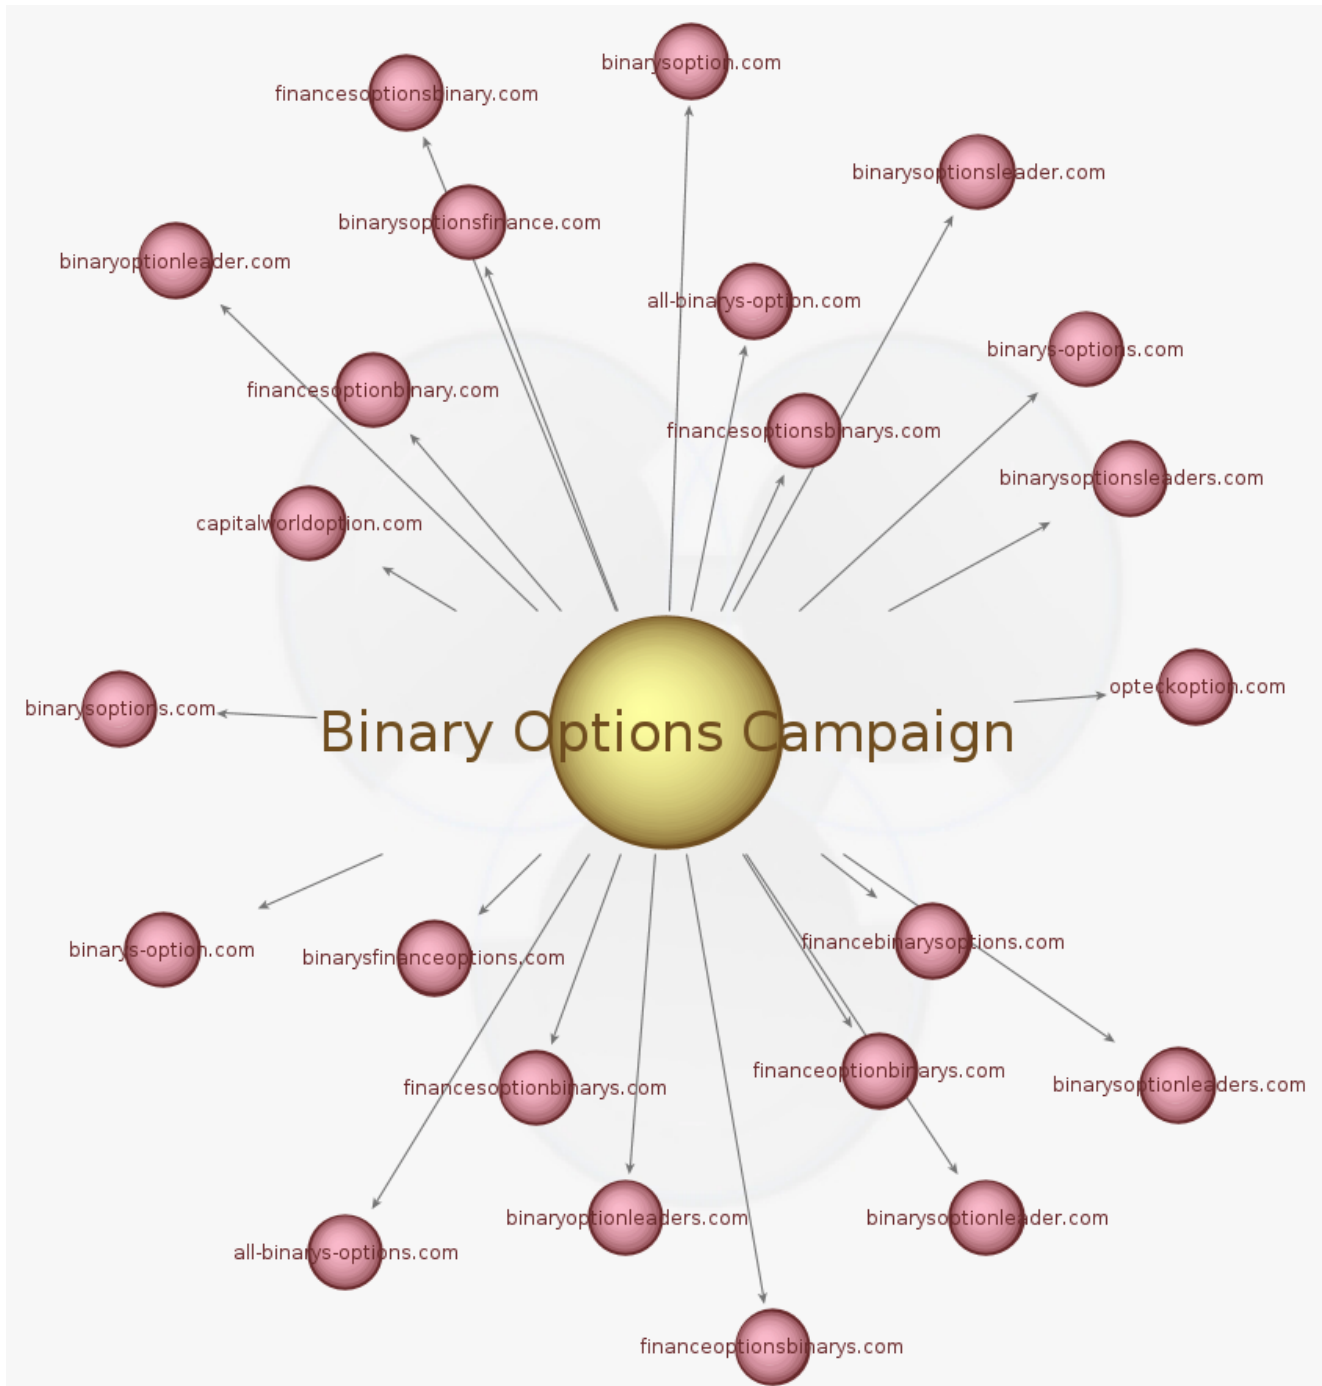 binarysoption.com
financesoptionsbinary.com
binarysoptionsleader.com
binarysoptionsfinance.com
binaryoptionleader.com
all-binarys-option.com
binarys-options.com
financesoptionbinary.com
financesoptionsbinarys.com
binarysoptionsleaders.com
capitalworldoption.com
opteckoption.com
binarysoptions.com
Binary Options Campaign
financebinarysoptions.com
binarys-option.com
binarysfinanceoptions.com
financeoptionbinarys.com
binarysoptionleaders.com
financesoptionbinarys.com
binaryoptionleaders.com
binarysoptionleader.com
all-binarys-options.com
financeoptionsbinarys.com